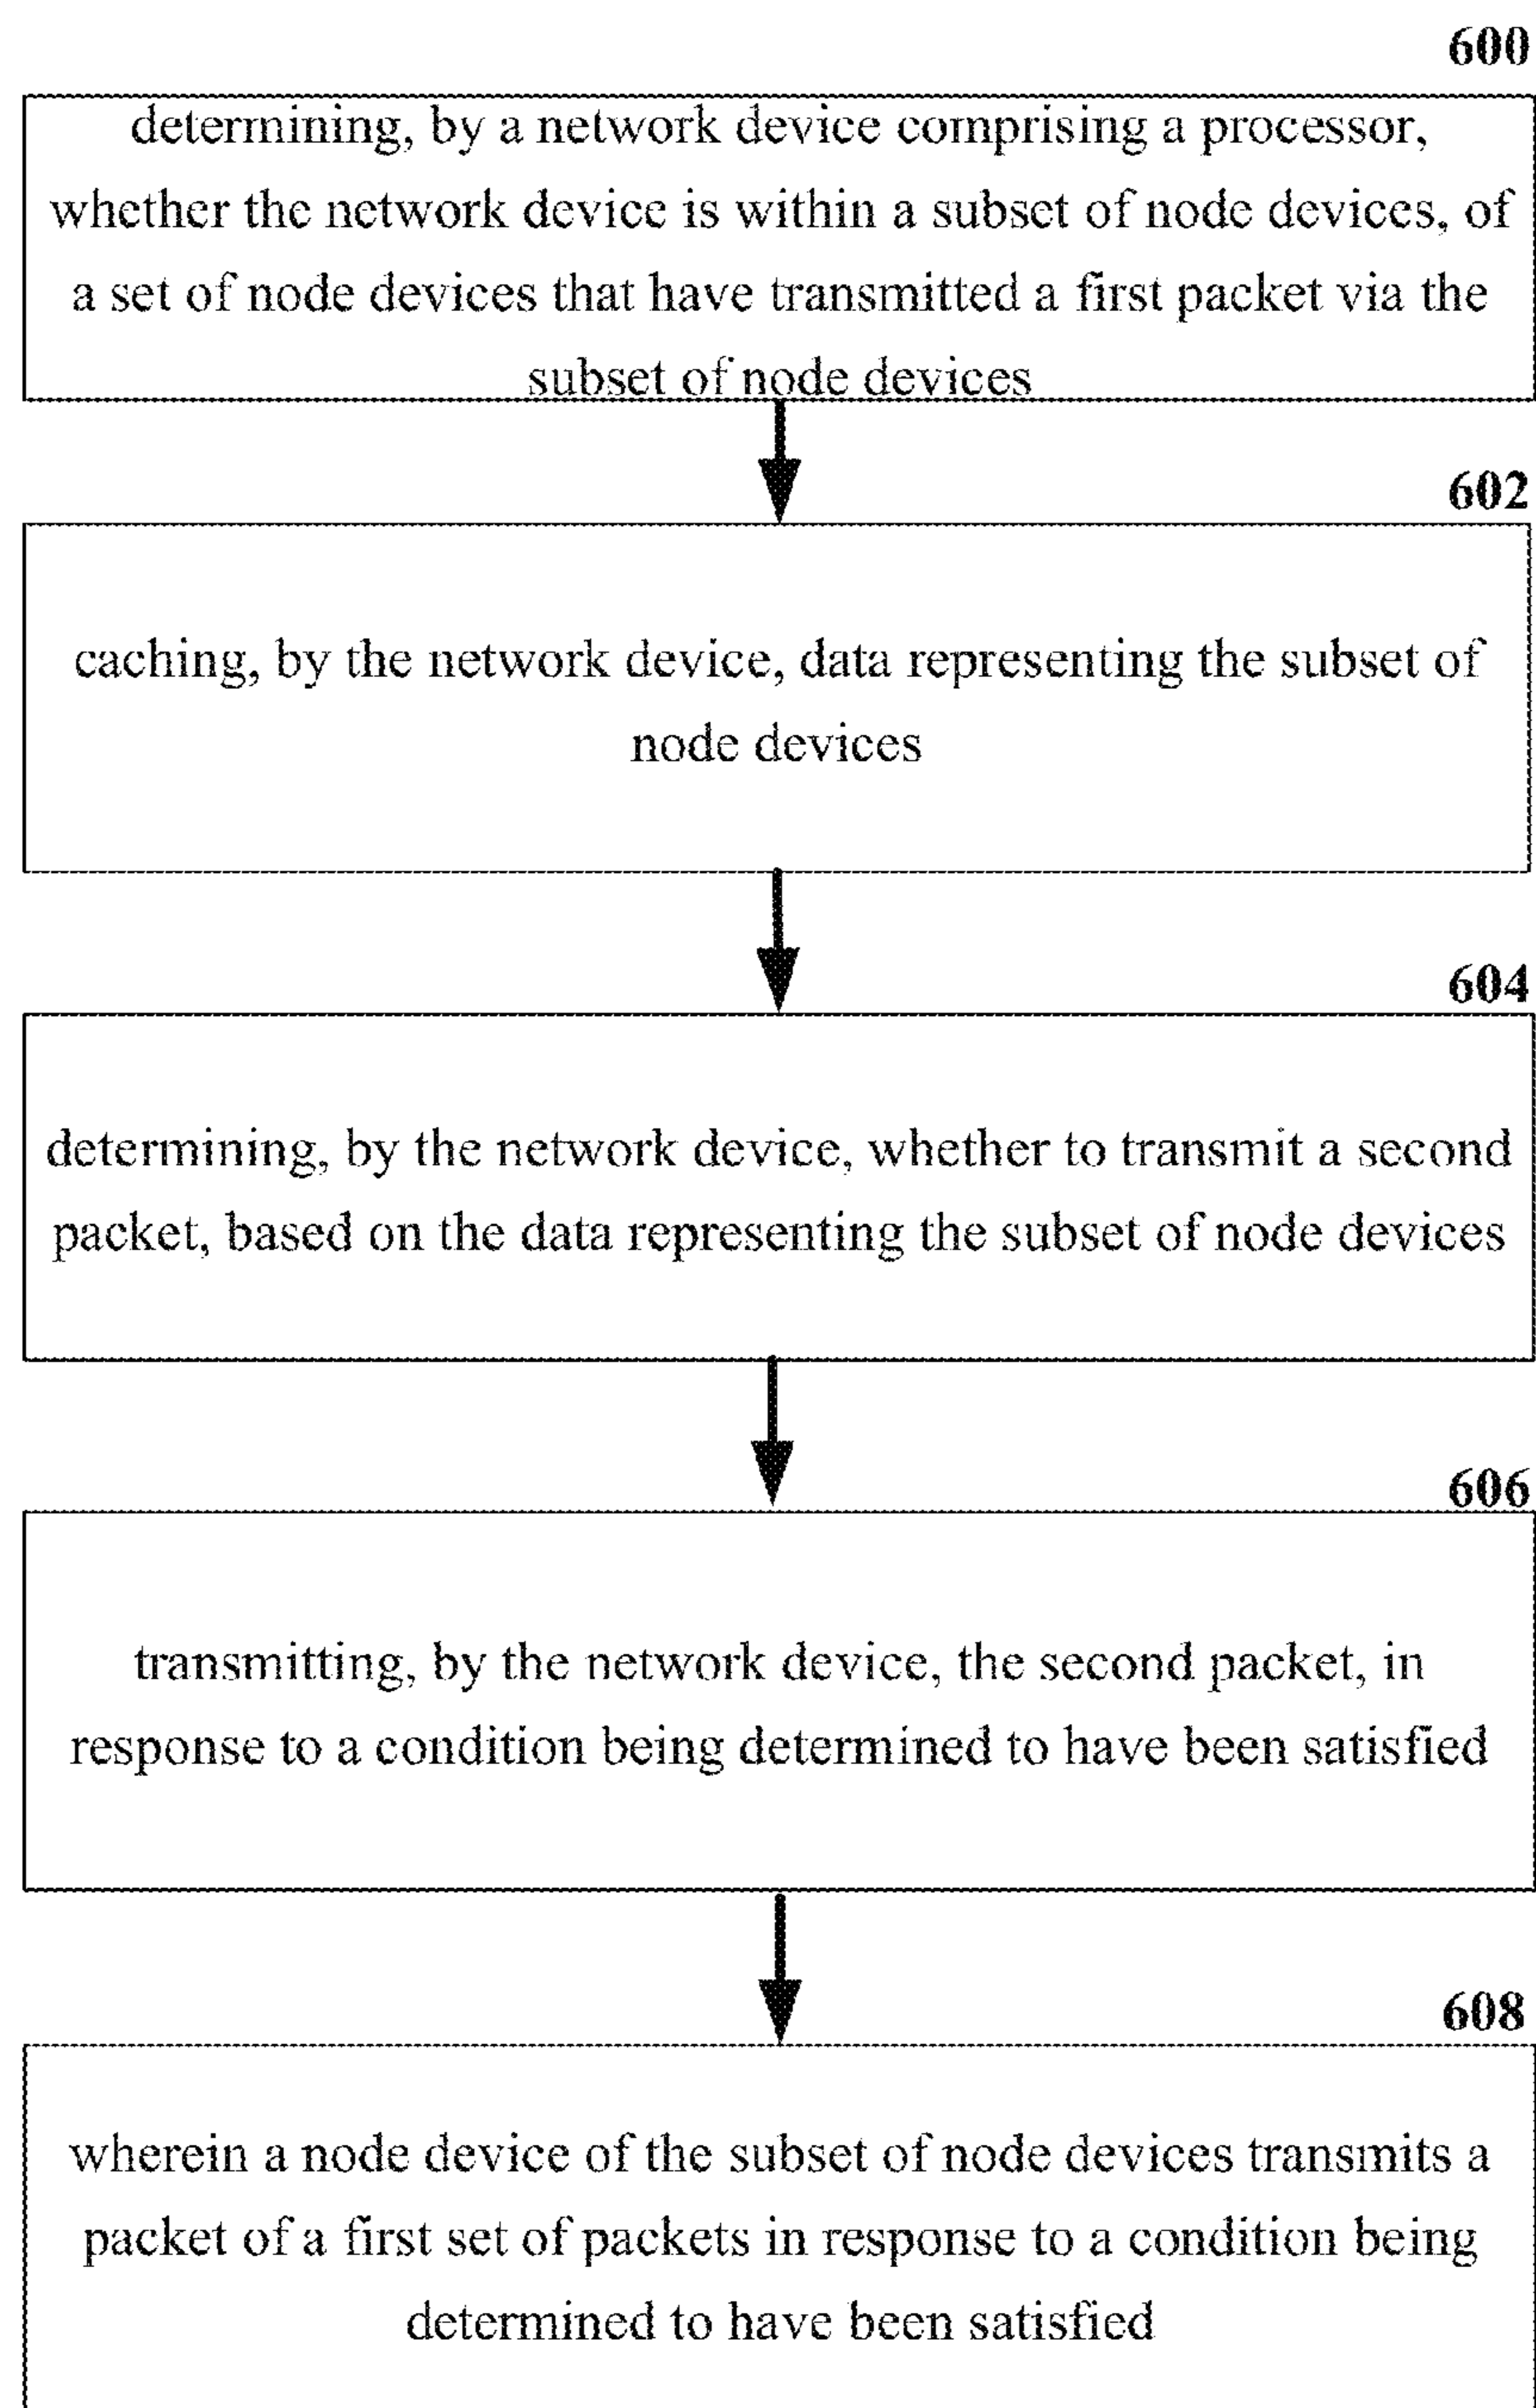 600
determining, by a network device comprising a processor,
whether the network device is within a subset of node devices, of
a set of node devices that have transmitted a first packet via the
subset of node devices
602
caching, by the network device, data representing the subset of
node devices
604
determining, by the network device, whether to transmit a second
packet, based on the data representing the subset of node devices
606
transmitting, by the network device, the second packet, in
response to a condition being determined to have been satisfied
608
wherein a node device of the subset of node devices transmits a
packet of a first set of packets in response to a condition being
determined to have been satisfied